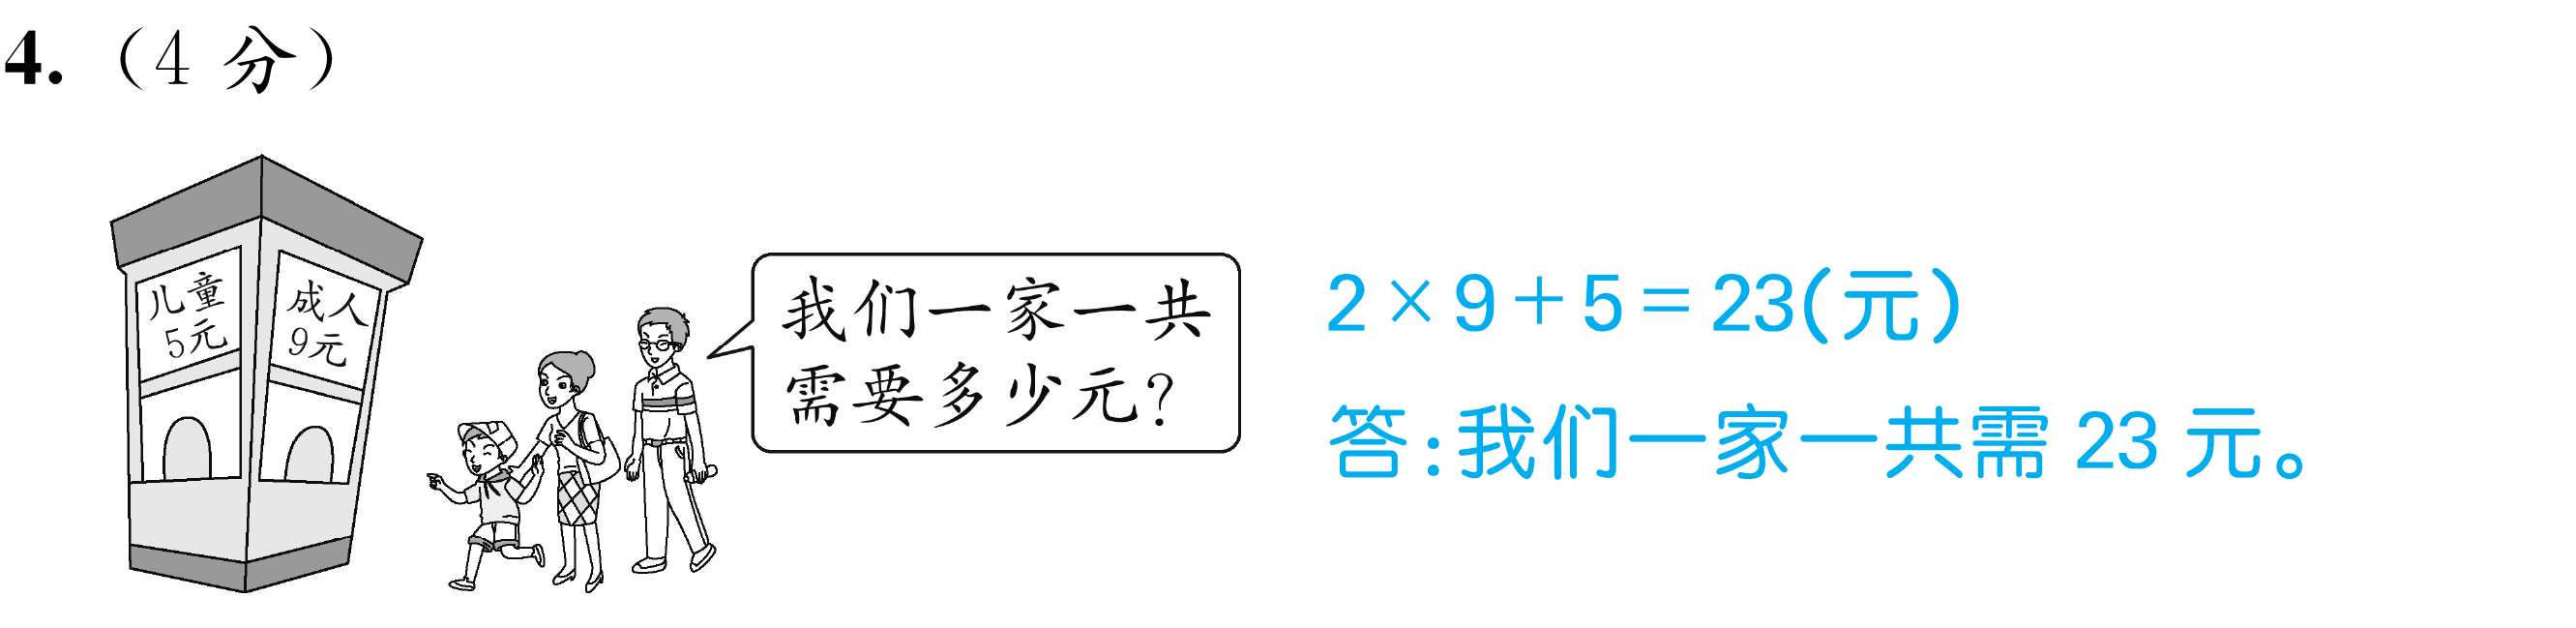 4. （4 分）
儿童
5元
成人
9元
我们一家一共
需要多少元？
2×9+5=23(元)
答：我们一家一共需 23 元。